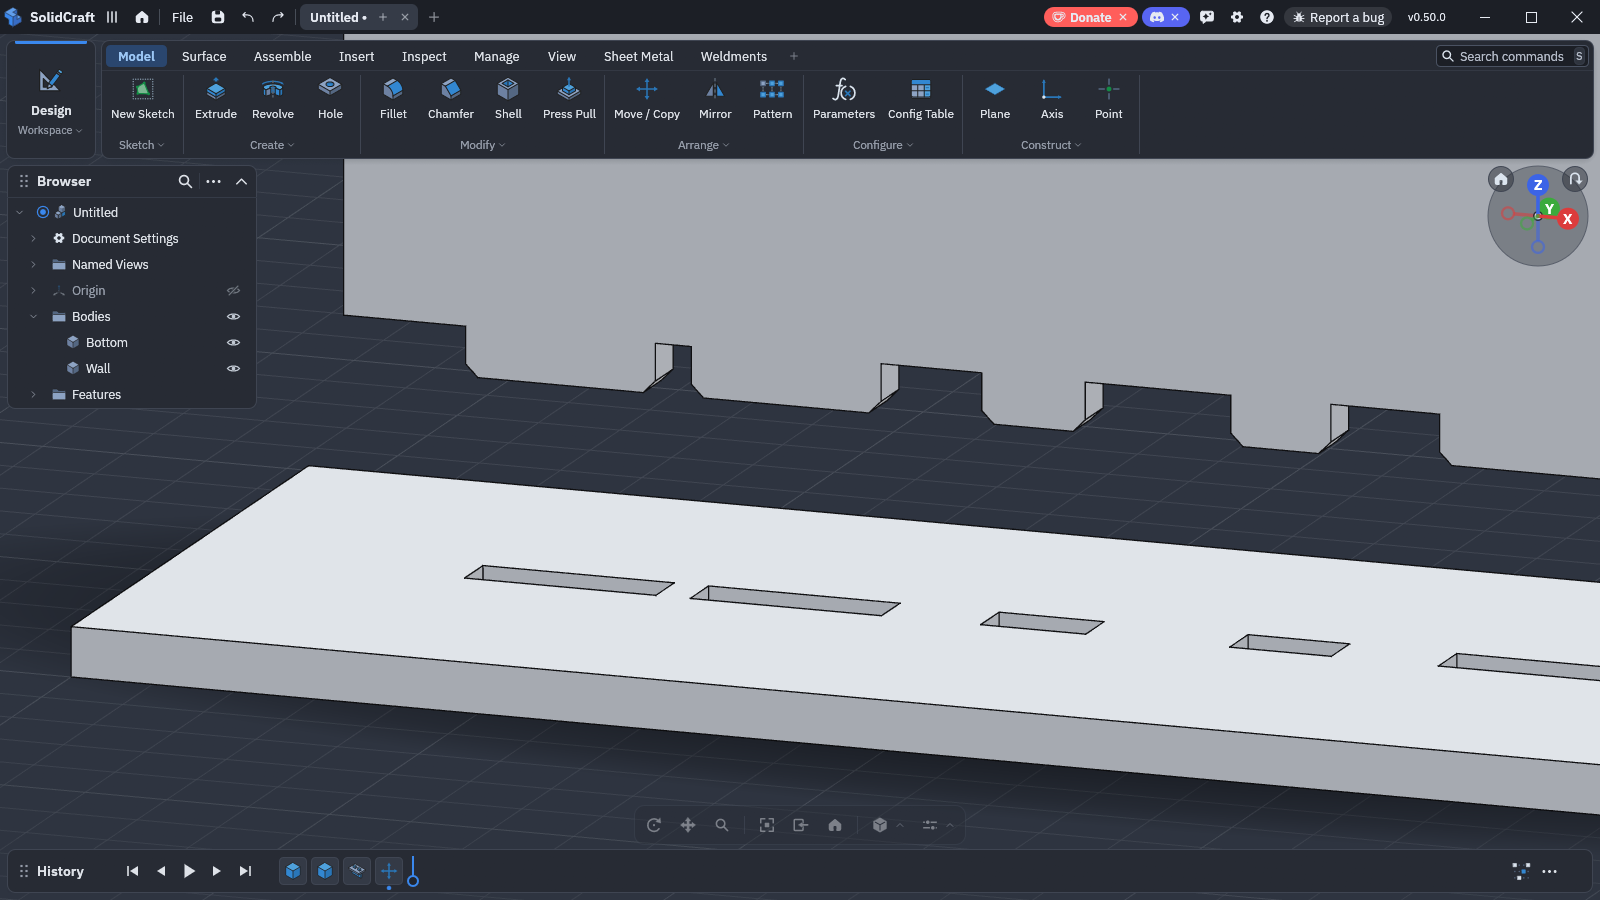 SolidCraft
File
Untitled •
Donate
Report a bug
v0.50.0
Design
Workspace
Model
Surface
Assemble
Insert
Inspect
Manage
View
Sheet Metal
Weldments
Search commands
S
New Sketch
Extrude
Revolve
Hole
Fillet
Chamfer
Shell
Press Pull
Move / Copy
Mirror
Pattern
Parameters
Config Table
Plane
Axis
Point
Sketch
Create
Modify
Arrange
Configure
Construct
Browser
Untitled
Document Settings
Named Views
Origin
Bodies
Bottom
Wall
Features
Z
Y
X
History